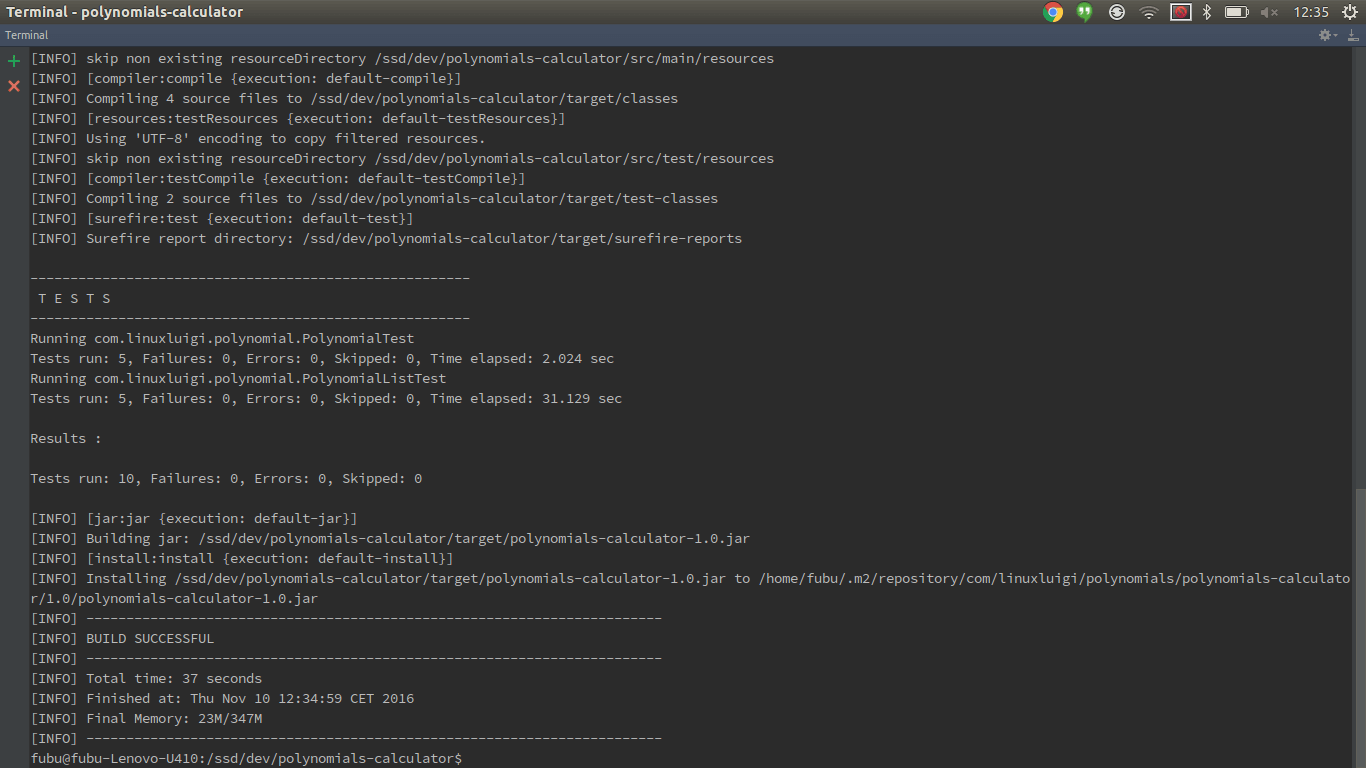 Terminal - polynomials-calculator
12:35
Terminal
[INFO] skip non existing resourceDirectory /ssd/dev/polynomials-calculator/src/main/resources
[INFO] [compiler:compile {execution: default-compile}]
[INFO] Compiling 4 source files to /ssd/dev/polynomials-calculator/target/classes
[INFO] [resources:testResources {execution: default-testResources}]
[INFO] Using 'UTF-8' encoding to copy filtered resources.
[INFO] skip non existing resourceDirectory /ssd/dev/polynomials-calculator/src/test/resources
[INFO] [compiler:testCompile {execution: default-testCompile}]
[INFO] Compiling 2 source files to /ssd/dev/polynomials-calculator/target/test-classes
[INFO] [surefire:test {execution: default-test}]
[INFO] Surefire report directory: /ssd/dev/polynomials-calculator/target/surefire-reports
-------------------------------------------------------
T E S T S
-------------------------------------------------------
Running com.linuxluigi.polynomial.PolynomialTest
Tests run: 5, Failures: 0, Errors: 0, Skipped: 0, Time elapsed: 2.024 sec
Running com.linuxluigi.polynomial.PolynomialListTest
Tests run: 5, Failures: 0, Errors: 0, Skipped: 0, Time elapsed: 31.129 sec
Results :
Tests run: 10, Failures: 0, Errors: 0, Skipped: 0
[INFO] [jar:jar {execution: default-jar}]
[INFO] Building jar: /ssd/dev/polynomials-calculator/target/polynomials-calculator-1.0.jar
[INFO] [install:install {execution: default-install}]
[INFO] Installing /ssd/dev/polynomials-calculator/target/polynomials-calculator-1.0.jar to /home/fubu/.m2/repository/com/linuxluigi/polynomials/polynomials-calculato
r/1.0/polynomials-calculator-1.0.jar
[INFO] ------------------------------------------------------------------------
[INFO] BUILD SUCCESSFUL
[INFO] ------------------------------------------------------------------------
[INFO] Total time: 37 seconds
[INFO] Finished at: Thu Nov 10 12:34:59 CET 2016
[INFO] Final Memory: 23M/347M
[INFO] ------------------------------------------------------------------------
fubu@fubu-Lenovo-U410:/ssd/dev/polynomials-calculator$